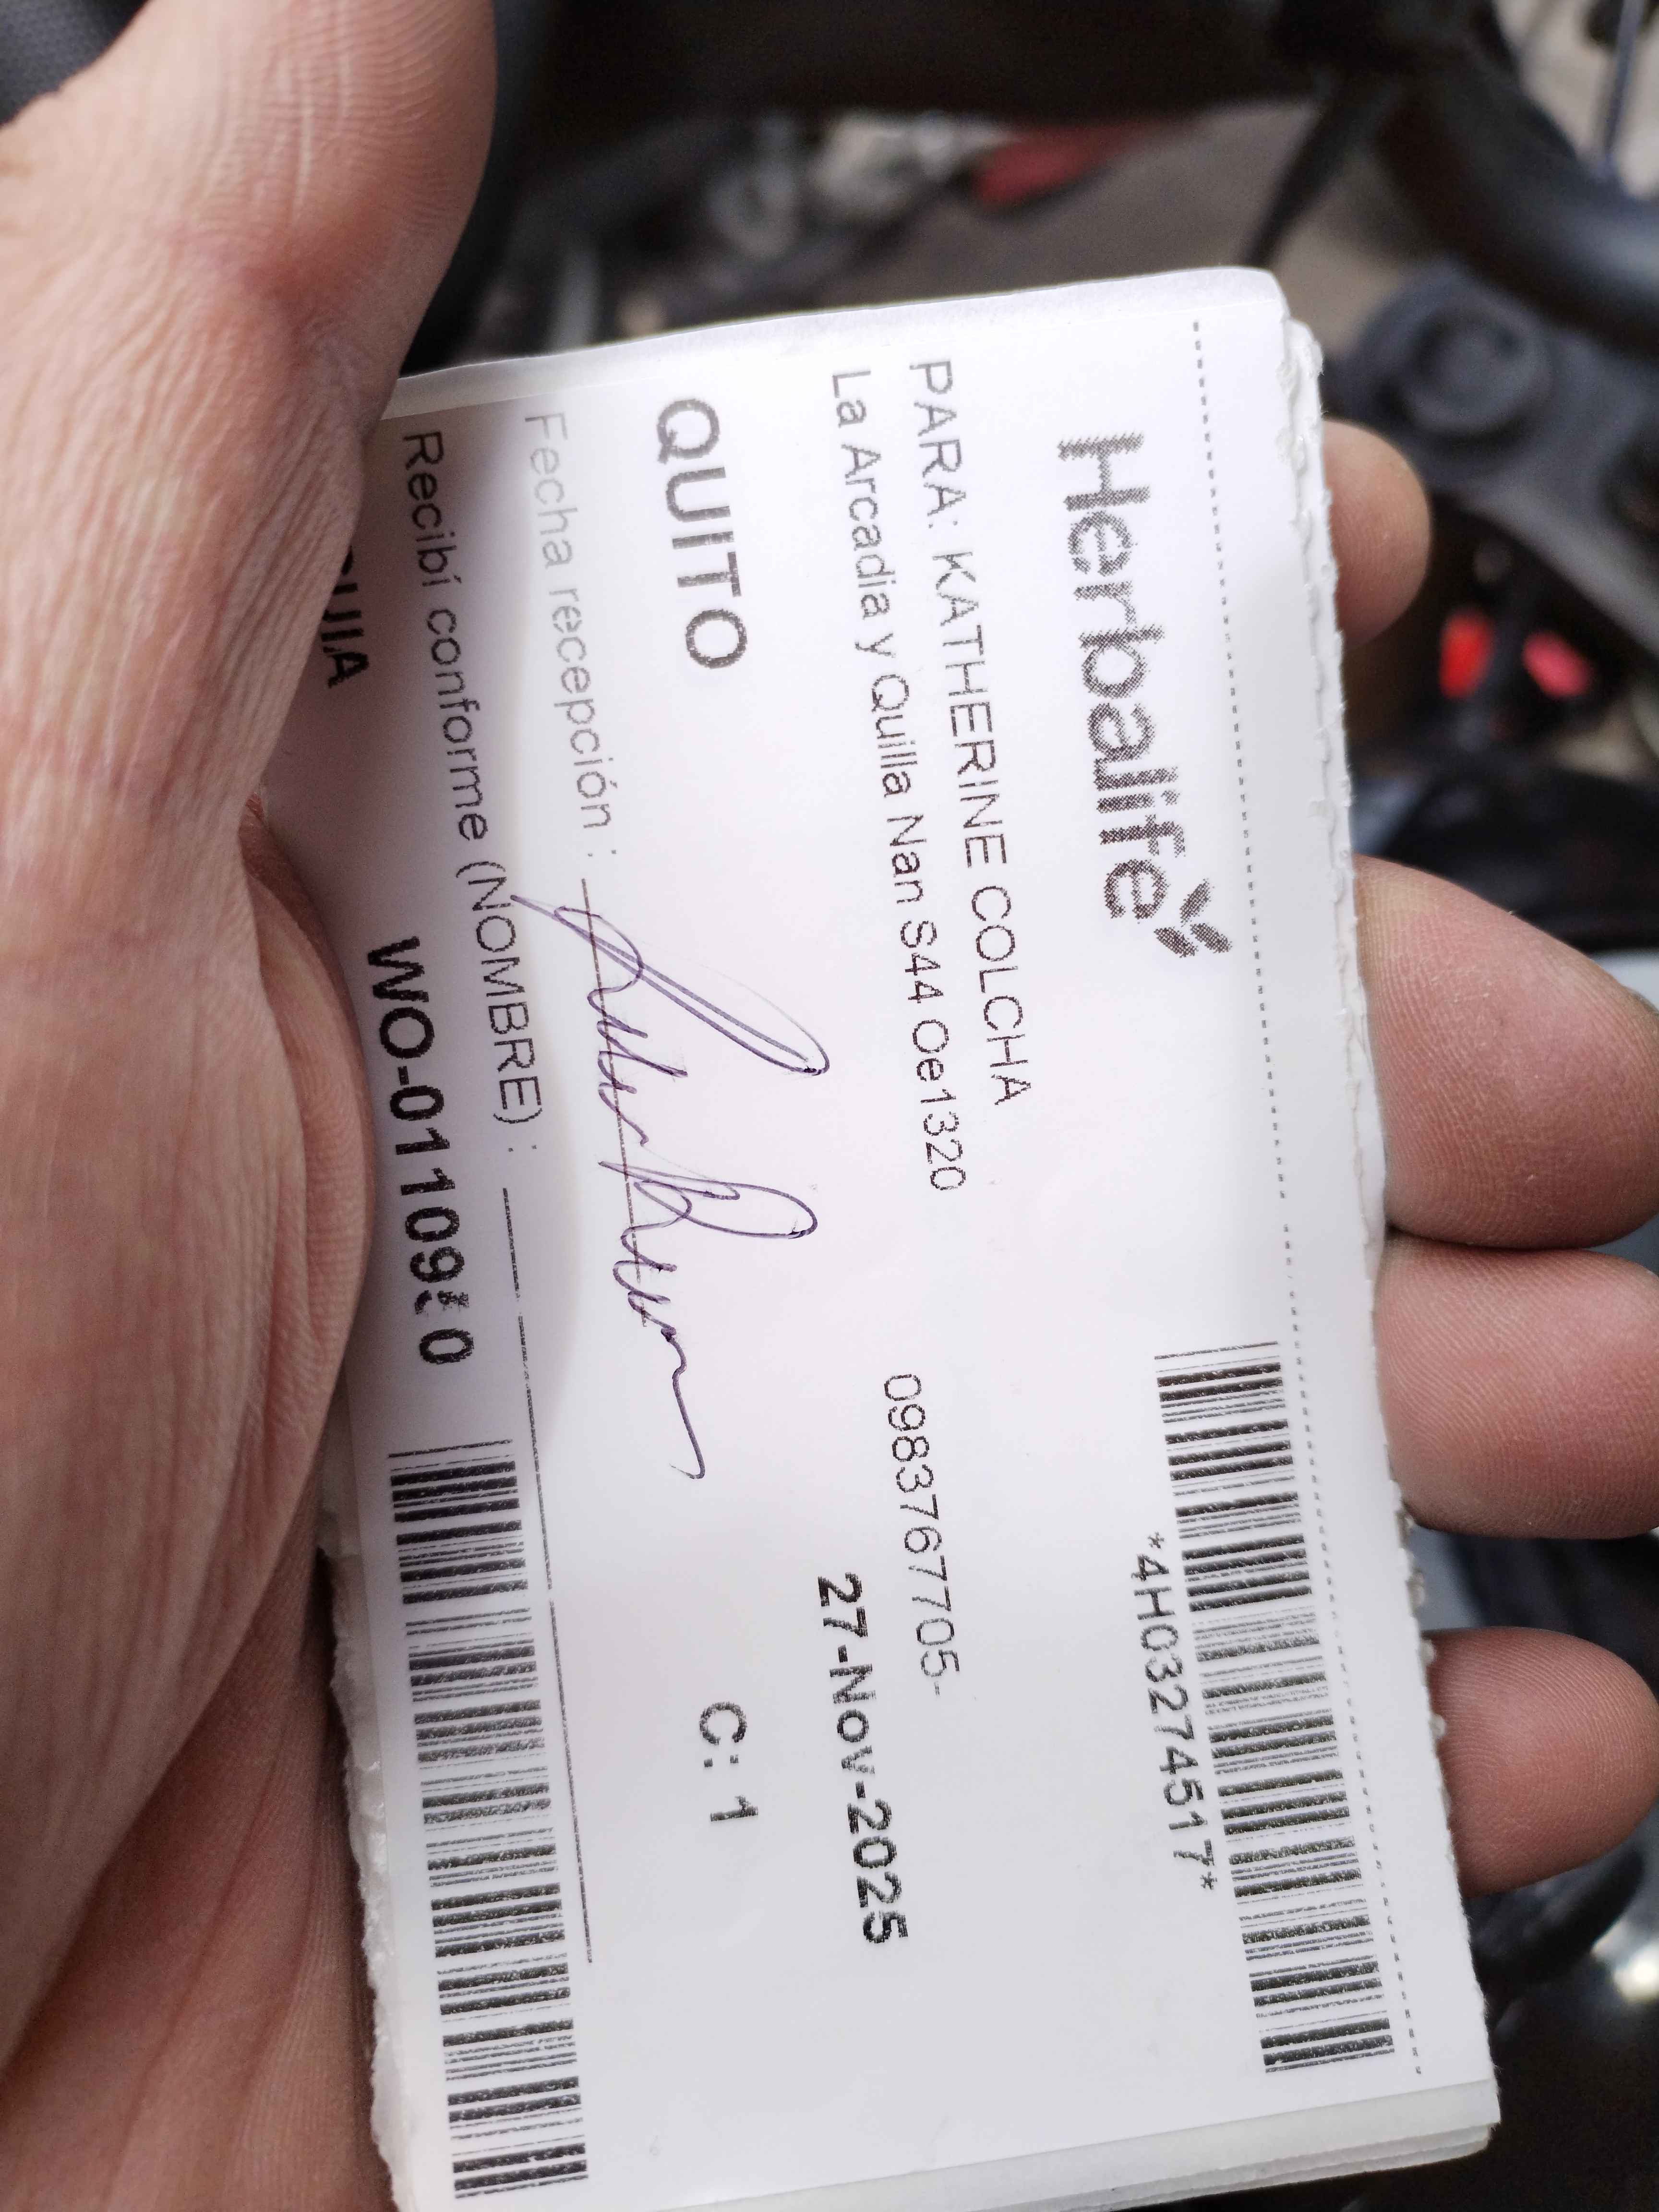 Herbalife
*4H03274517*
PARA: KATHERINE COLCHA
La Arcadia y Quilla Nan S44 Oe1320
0983767705-
27-Nov-2025
QUITO
C: 1
Fecha recepción :
Recibí conforme (NOMBRE) :